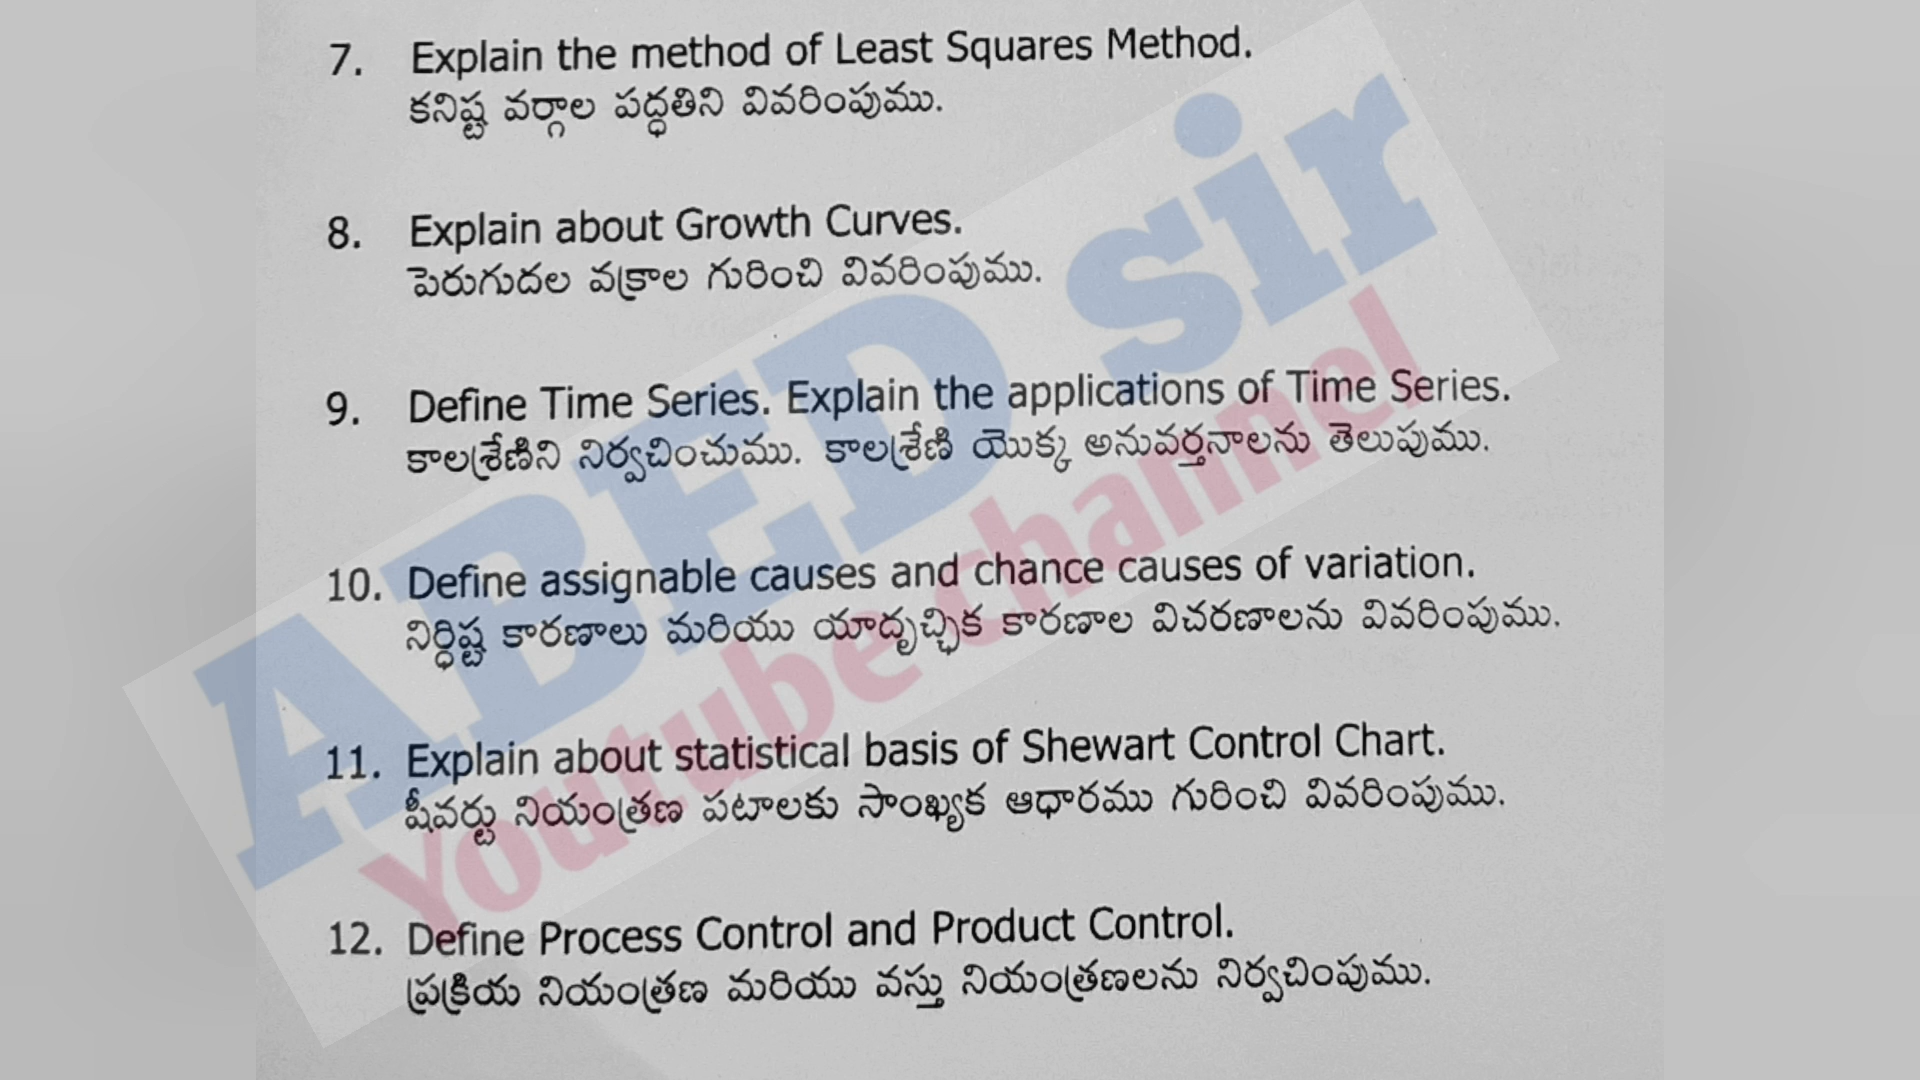 7. Explain the method of Least Squares Method.
కనిష్ట వర్గాల పద్ధతిని వివరింపుము.
8. Explain about Growth Curves.
పెరుగుదల వక్రాల గురించి వివరింపుము.
9. Define Time Series. Explain the applications of Time Series.
కాలశ్రేణిని నిర్వచించుము. కాలశ్రేణి యొక్క అనువర్తనాలను తెలుపుము.
10. Define assignable causes and chance causes of variation.
నిర్ధిష్ట కారణాలు మరియు యాదృచ్ఛిక కారణాల విచరణాలను వివరింపుము.
11. Explain about statistical basis of Shewart Control Chart.
షీవర్టు నియంత్రణ పటాలకు సాంఖ్యక ఆధారము గురించి వివరింపుము.
12. Define Process Control and Product Control.
ప్రక్రియ నియంత్రణ మరియు వస్తు నియంత్రణలను నిర్వచింపుము.
ABED sir
Youtube channel